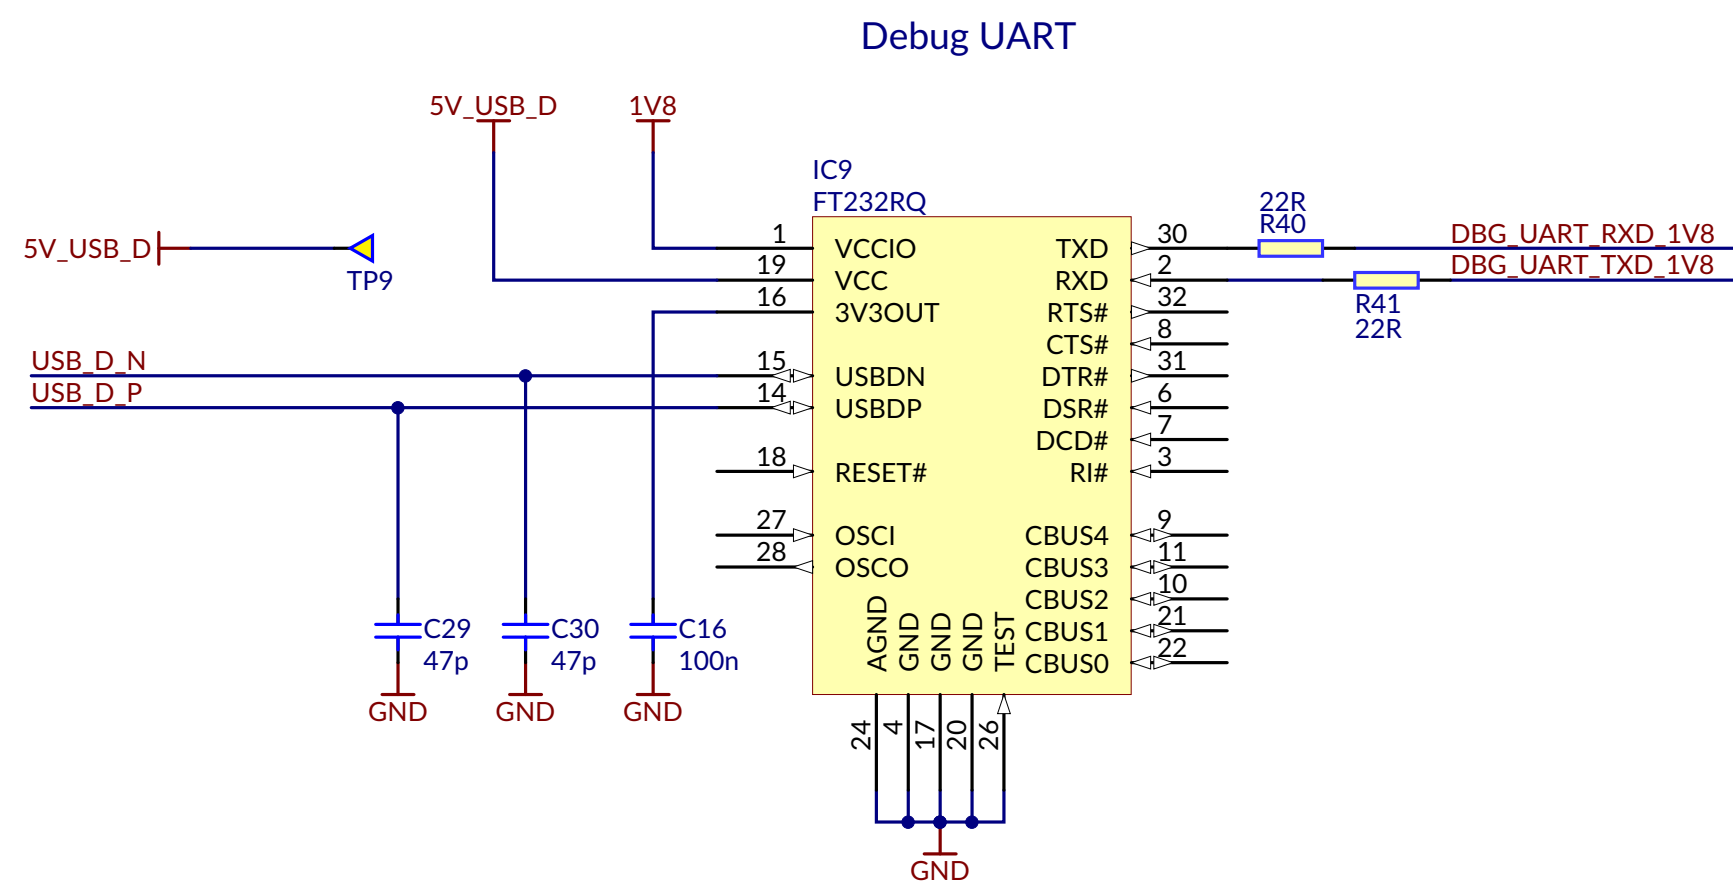 Debug UART
5V_USB_D
1V8
IC9
FT232RQ
5V_USB_D
TP9
USB_D_N
USB_D_P
1
19
16
15
14
18
27
28
VCCIO
VCC
3V3OUT
USBDN
USBDP
RESET#
OSCI
OSCO
TXD
RXD
RTS#
CTS#
DTR#
DSR#
DCD#
RI#
CBUS4
CBUS3
CBUS2
CBUS1
CBUS0
30
2
32
8
31
6
7
3
9
11
10
21
22
22R
R40
R41
22R
DBG_UART_RXD_1V8
DBG_UART_TXD_1V8
C29
47p
GND
C30
47p
GND
C16
100n
GND
AGND
GND
GND
GND
TEST
24
4
17
20
26
GND